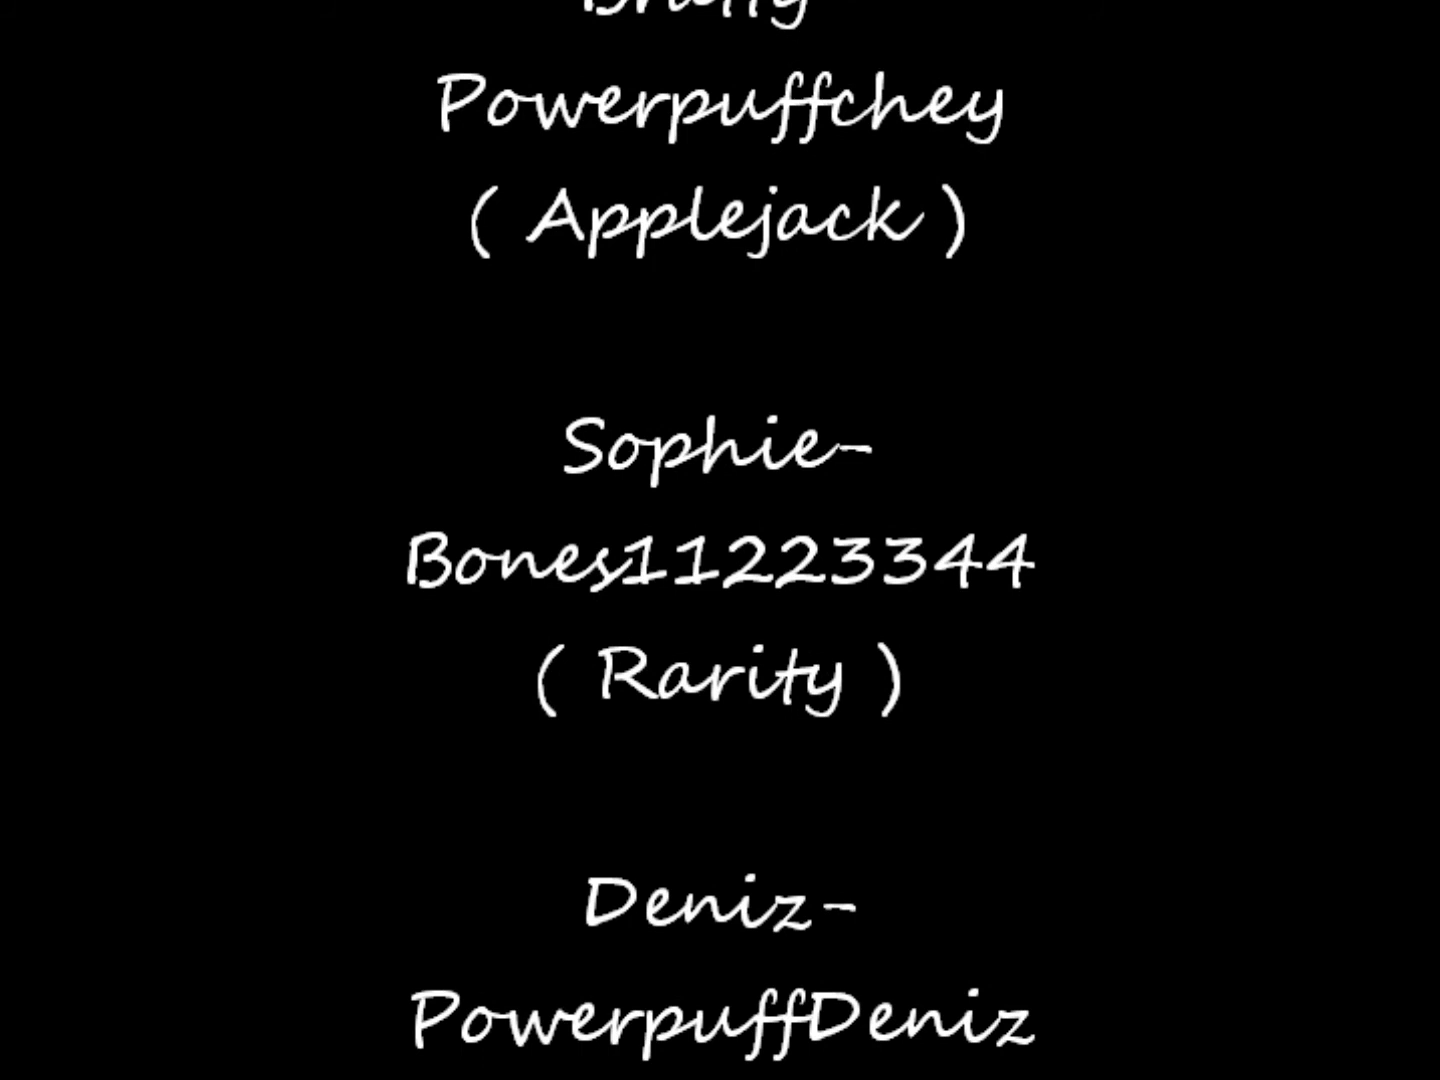 Powerpuffchey
( Applejack )
Sophie-
Bones11223344
( Rarity )
Deniz-
PowerpuffDeniz